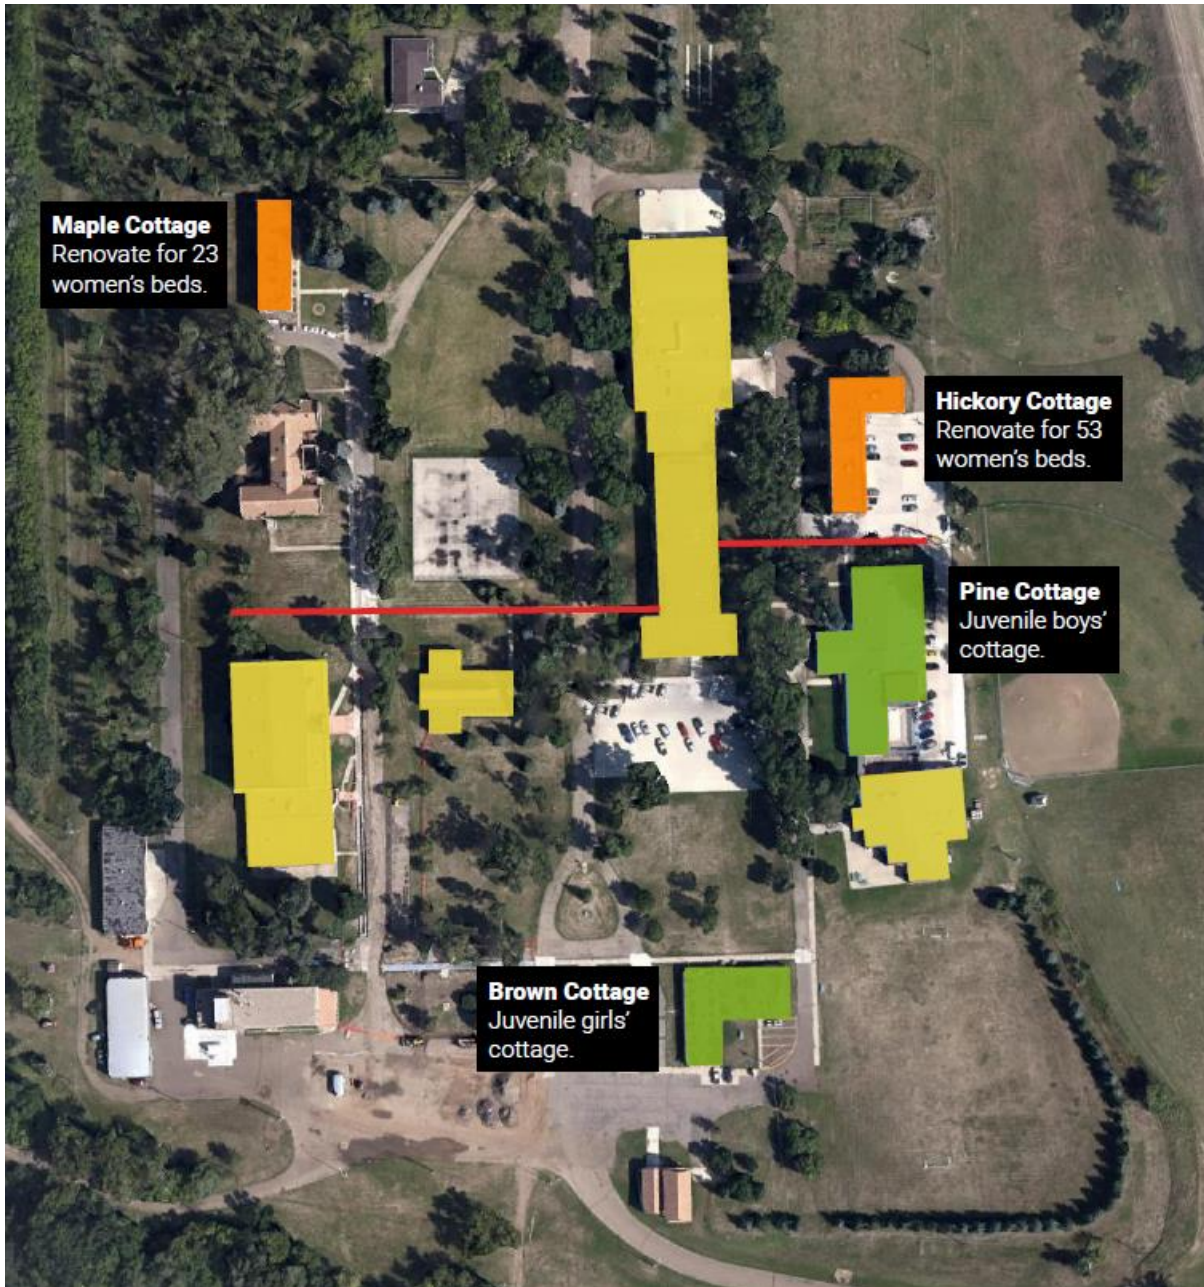 Maple Cottage
Renovate for 23
women's beds.
Hickory Cottage
Renovate for 53
women's beds.
Pine Cottage
Juvenile boys'
cottage.
Brown Cottage
Juvenile girls'
cottage.